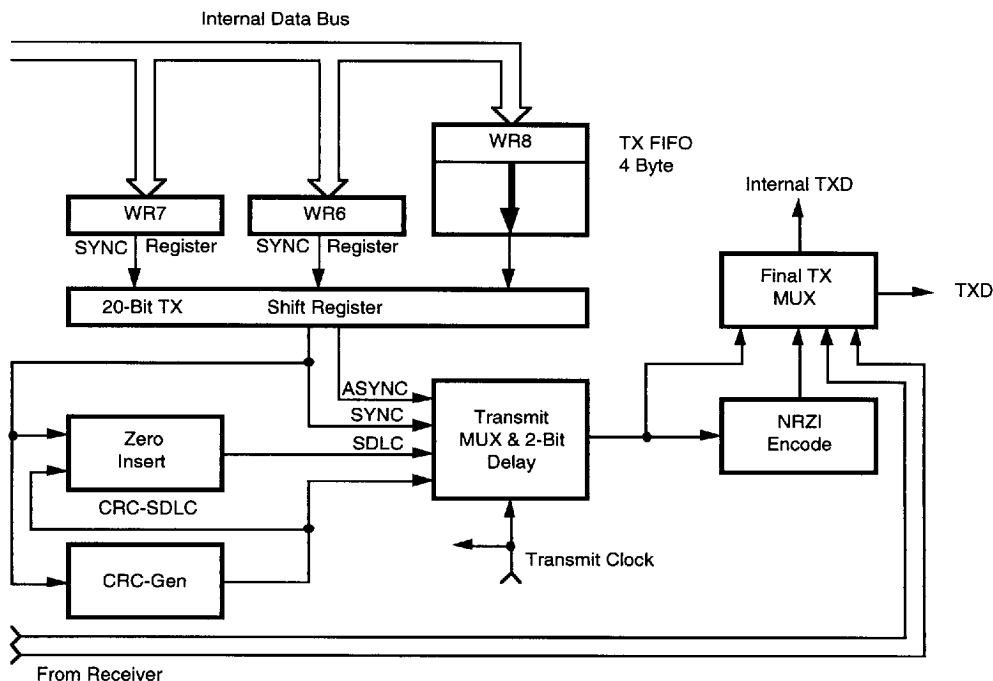 Internal Data Bus
WR8
TX FIFO
4 Byte
Internal TXD
WR7
WR6
SYNC Register
SYNC Register
Final TX
MUX
TXD
20-Bit TX Shift Register
ASYNC
SYNC
SDLC
Transmit
MUX & 2-Bit
Delay
NRZI
Encode
Zero
Insert
CRC-SDLC
CRC-Gen
Transmit Clock
From Receiver